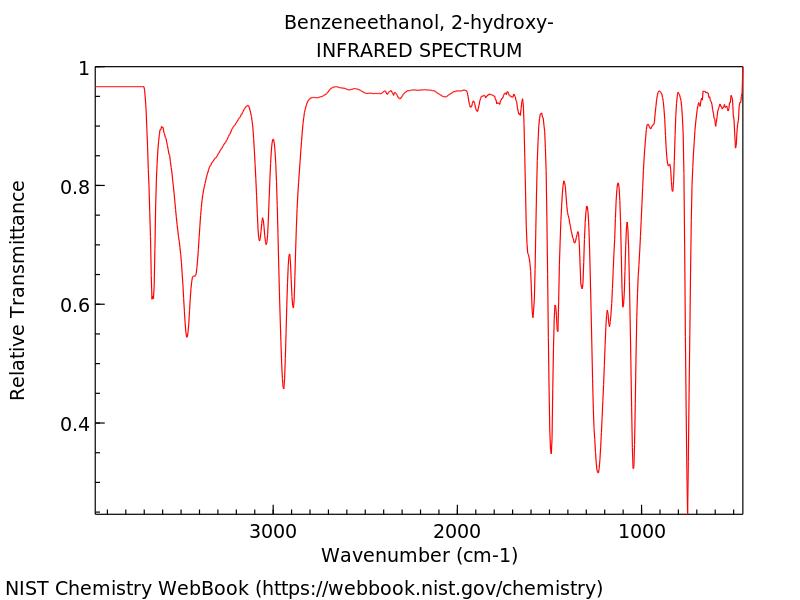 Benzeneethanol, 2-hydroxy-
INFRARED SPECTRUM
1
0.8
0.6
0.4
Relative Transmittance
3000 2000 1000
Wavenumber (cm-1)
NIST Chemistry WebBook (https://webbook.nist.gov/chemistry)